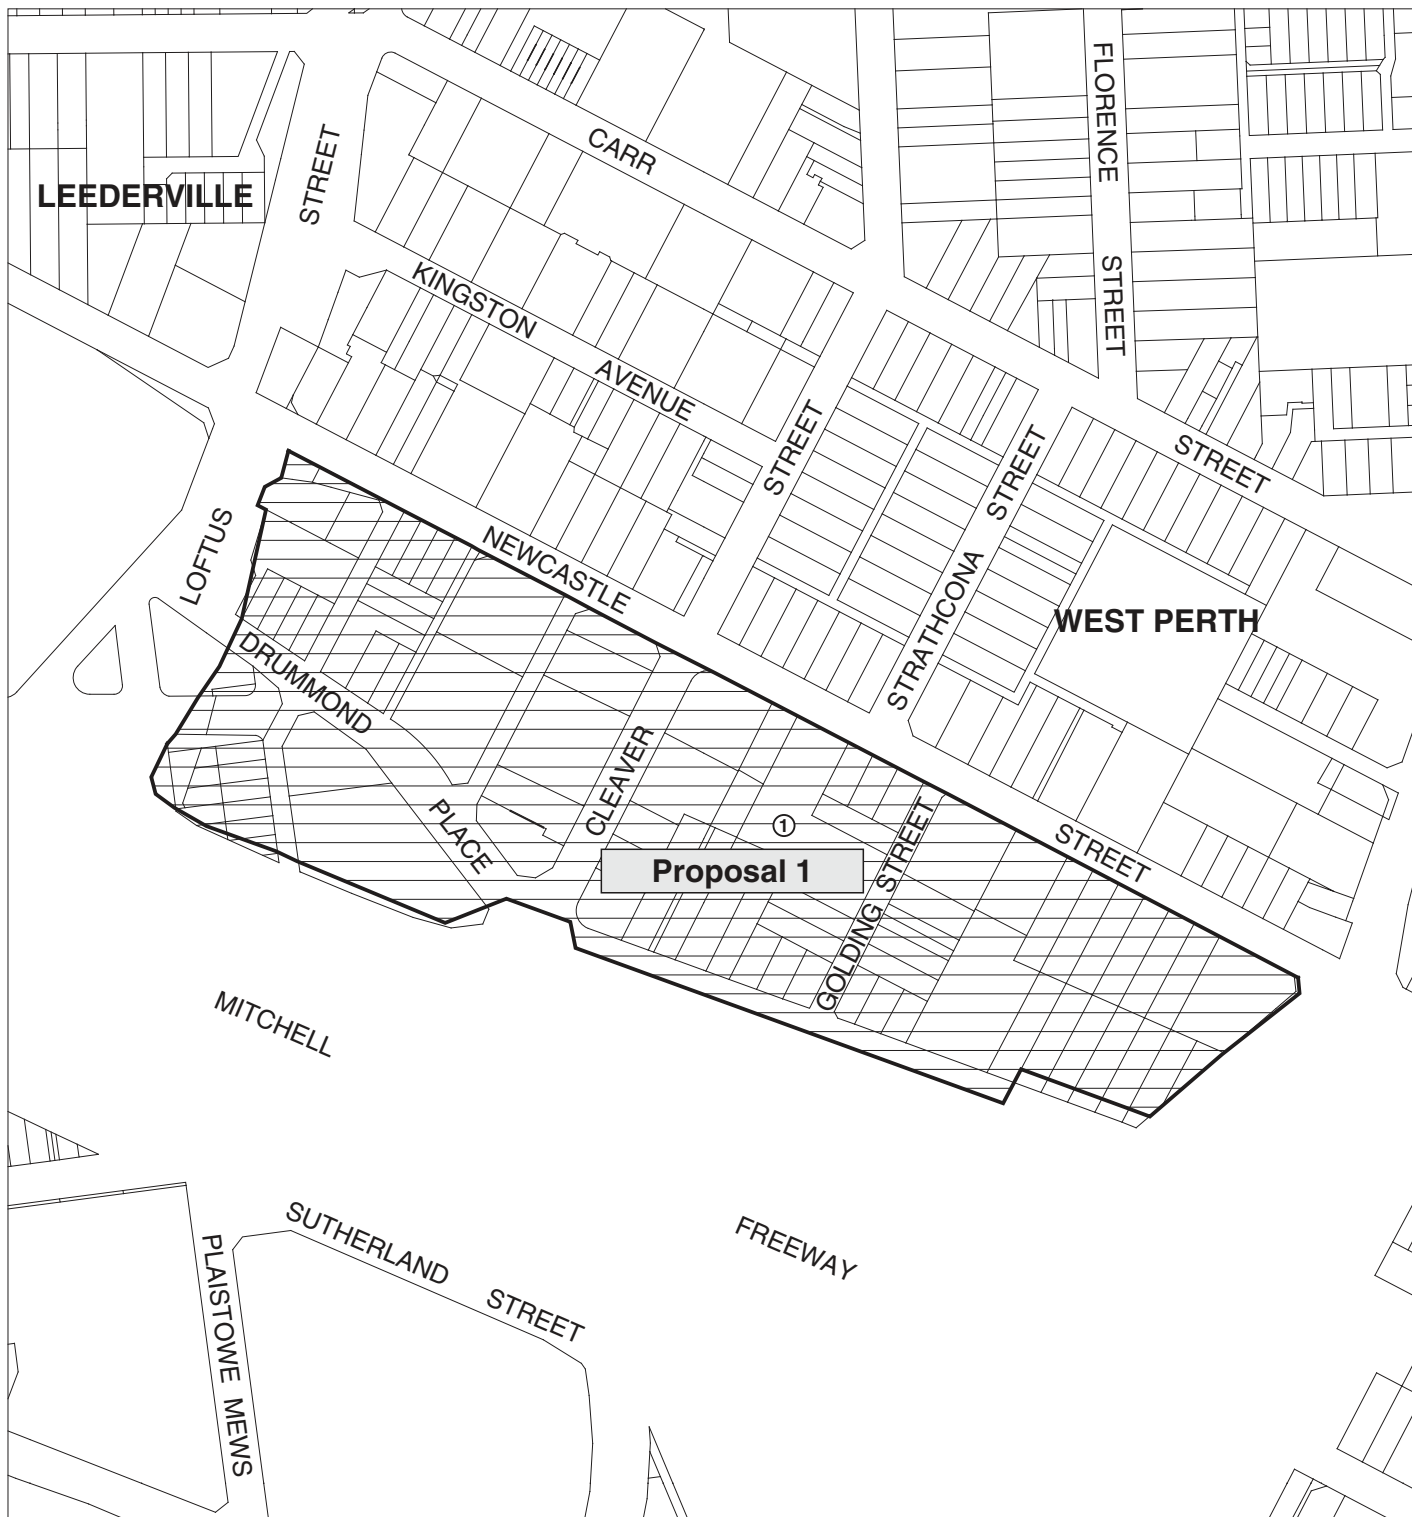 FLORENCE STREET
CARR STREET
LEEDERVILLE
LOFTUS STREET
KINGSTON AVENUE
STREET
STRATHCONA STREET
NEWCASTLE STREET
WEST PERTH
DRUMMOND PLACE
CLEAVER
GOLDING STREET
1
Proposal 1
MITCHELL FREEWAY
SUTHERLAND STREET
PLAISTOWE MEWS